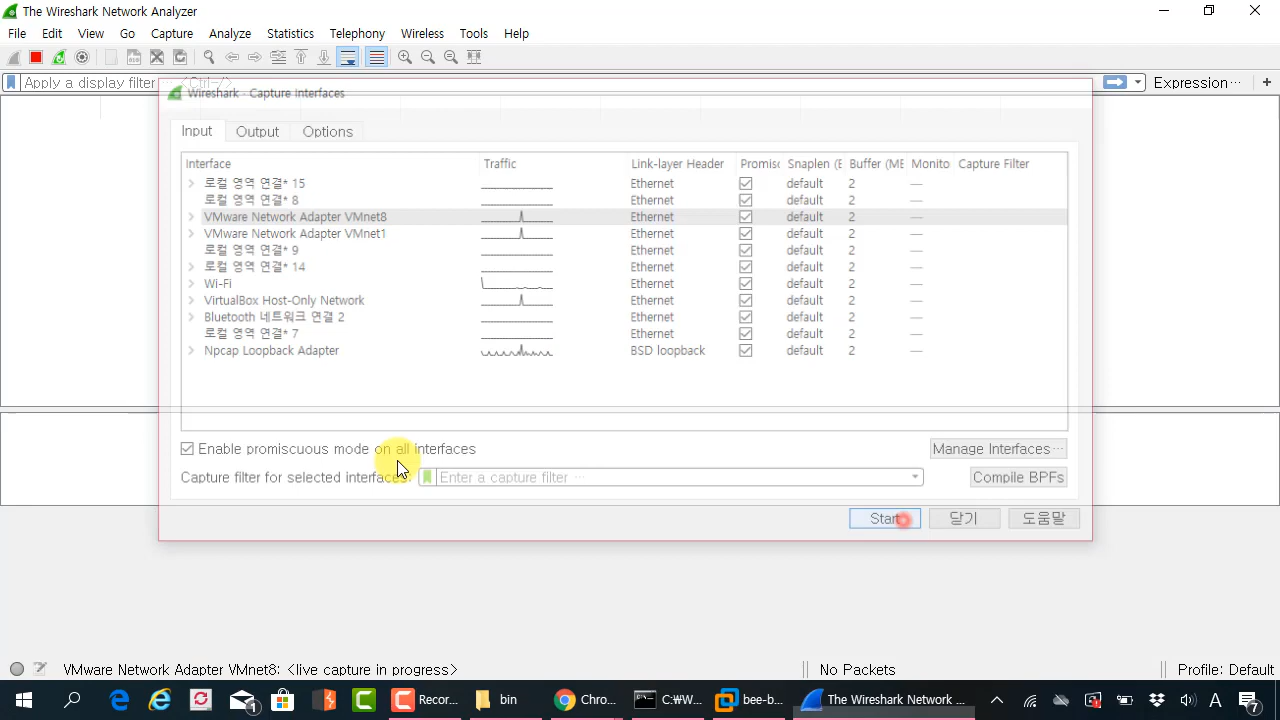 The Wireshark Network Analyzer
File Edit View Go Capture Analyze Statistics Telephony Wireless Tools Help
Apply a display filter ··· <Ctrl-/> Expression··· +
Wireshark · Capture Interfaces
Input Output Options
Interface Traffic Link-layer Header Promisc Snaplen (B Buffer (MB Monito Capture Filter
로컬 영역 연결* 15 Ethernet default 2 —
로컬 영역 연결* 8 Ethernet default 2 —
VMware Network Adapter VMnet8 Ethernet default 2 —
VMware Network Adapter VMnet1 Ethernet default 2 —
로컬 영역 연결* 9 Ethernet default 2 —
로컬 영역 연결* 14 Ethernet default 2 —
Wi-Fi Ethernet default 2 —
VirtualBox Host-Only Network Ethernet default 2 —
Bluetooth 네트워크 연결 2 Ethernet default 2 —
로컬 영역 연결* 7 Ethernet default 2 —
Npcap Loopback Adapter BSD loopback default 2 —
Enable promiscuous mode on all interfaces Manage Interfaces···
Capture filter for selected interfaces: Enter a capture filter ··· Compile BPFs
Start 닫기 도움말
VMware Network Adapter VMnet8: <live capture in progress> No Packets Profile: Default
1 Recor... bin Chro... C:₩W... bee-b... The Wireshark Network ... A 7